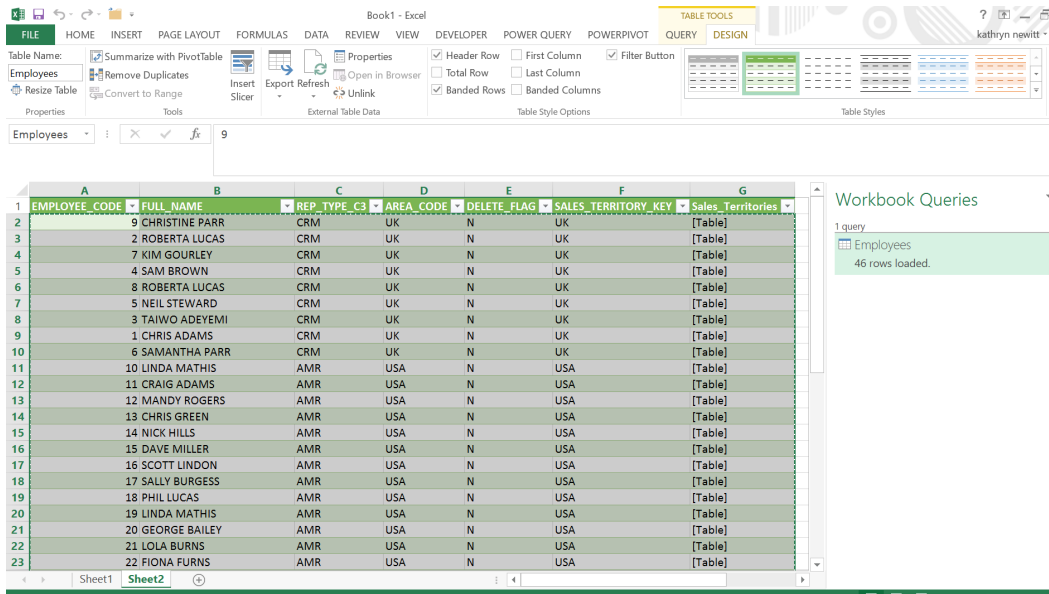 Book1 - Excel
TABLE TOOLS
?
FILE HOME INSERT PAGE LAYOUT FORMULAS DATA REVIEW VIEW DEVELOPER POWER QUERY POWERPIVOT QUERY DESIGN kathryn newitt
Table Name:
Employees
Resize Table
Properties
Summarize with PivotTable
Remove Duplicates
Convert to Range
Insert
Slicer
Tools
Export Refresh
Properties
Open in Browser
Unlink
External Table Data
Header Row First Column Filter Button
Total Row Last Column
Banded Rows Banded Columns
Table Style Options
Table Styles
Employees fx 9
A B C D E F G
1 EMPLOYEE_CODE FULL_NAME REP_TYPE_C3 AREA_CODE DELETE_FLAG SALES_TERRITORY_KEY Sales_Territories
2 9 CHRISTINE PARR CRM UK N UK [Table]
3 2 ROBERTA LUCAS CRM UK N UK [Table]
4 7 KIM GOURLEY CRM UK N UK [Table]
5 4 SAM BROWN CRM UK N UK [Table]
6 8 ROBERTA LUCAS CRM UK N UK [Table]
7 5 NEIL STEWARD CRM UK N UK [Table]
8 3 TAIWO ADEYEMI CRM UK N UK [Table]
9 1 CHRIS ADAMS CRM UK N UK [Table]
10 6 SAMANTHA PARR CRM UK N UK [Table]
11 10 LINDA MATHIS AMR USA N USA [Table]
12 11 CRAIG ADAMS AMR USA N USA [Table]
13 12 MANDY ROGERS AMR USA N USA [Table]
14 13 CHRIS GREEN AMR USA N USA [Table]
15 14 NICK HILLS AMR USA N USA [Table]
16 15 DAVE MILLER AMR USA N USA [Table]
17 16 SCOTT LINDON AMR USA N USA [Table]
18 17 SALLY BURGESS AMR USA N USA [Table]
19 18 PHIL LUCAS AMR USA N USA [Table]
20 19 LINDA MATHIS AMR USA N USA [Table]
21 20 GEORGE BAILEY AMR USA N USA [Table]
22 21 LOLA BURNS AMR USA N USA [Table]
23 22 FIONA FURNS AMR USA N USA [Table]
Sheet1 Sheet2
Workbook Queries
1 query
Employees
46 rows loaded.